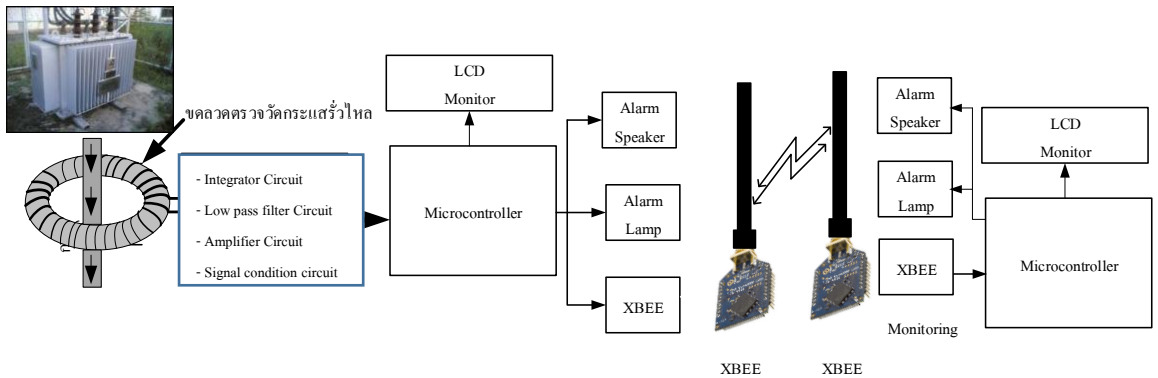 ขดลวดตรวจวัดกระแสรั่วไหล
- Integrator Circuit
- Low pass filter Circuit
- Amplifier Circuit
- Signal condition circuit
LCD
Monitor
Microcontroller
Alarm
Speaker
Alarm
Lamp
XBEE
XBEE
XBEE
Alarm
Speaker
Alarm
Lamp
XBEE
Monitoring
LCD
Monitor
Microcontroller